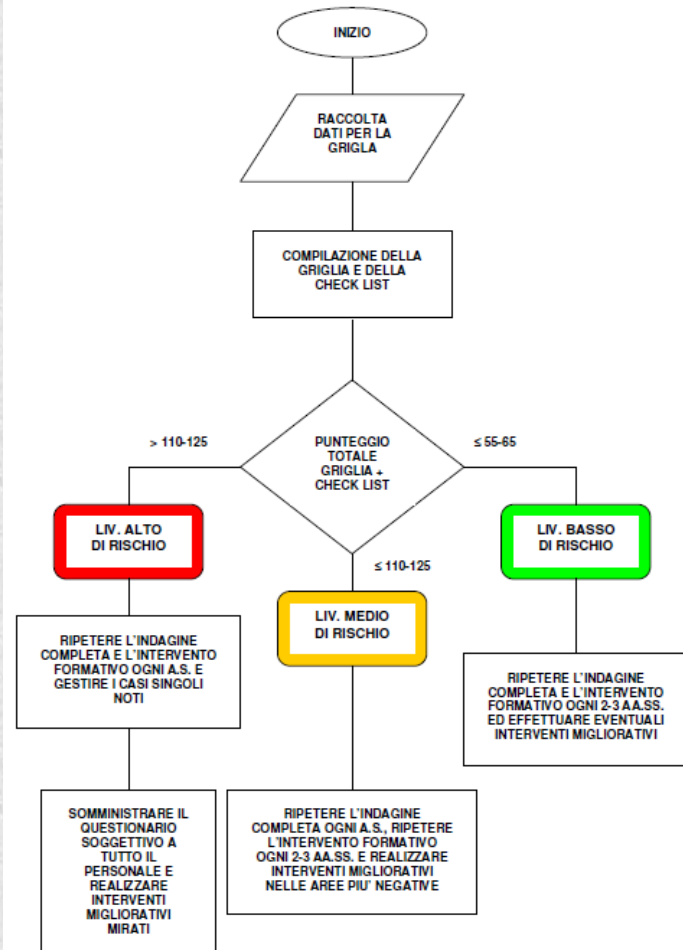 INIZIO
RACCOLTA
DATI PER LA
GRIGLA
COMPILAZIONE DELLA
GRIGLIA E DELLA
CHECK LIST
PUNTEGGIO
TOTALE
GRIGLIA +
CHECK LIST
> 110-125
≤ 55-65
≤ 110-125
LIV. ALTO
DI RISCHIO
LIV. MEDIO
DI RISCHIO
LIV. BASSO
DI RISCHIO
RIPETERE L'INDAGINE
COMPLETA E L'INTERVENTO
FORMATIVO OGNI A.S. E
GESTIRE I CASI SINGOLI
NOTI
RIPETERE L'INDAGINE
COMPLETA E L'INTERVENTO
FORMATIVO OGNI 2-3 AA.SS.
ED EFFETTUARE EVENTUALI
INTERVENTI MIGLIORATIVI
SOMMINISTRARE IL
QUESTIONARIO
SOGGETTIVO A
TUTTO IL
PERSONALE E
REALIZZARE
INTERVENTI
MIGLIORATIVI
MIRATI
RIPETERE L'INDAGINE
COMPLETA OGNI A.S., RIPETERE
L'INTERVENTO FORMATIVO
OGNI 2-3 AA.SS. E REALIZZARE
INTERVENTI MIGLIORATIVI
NELLE AREE PIU' NEGATIVE